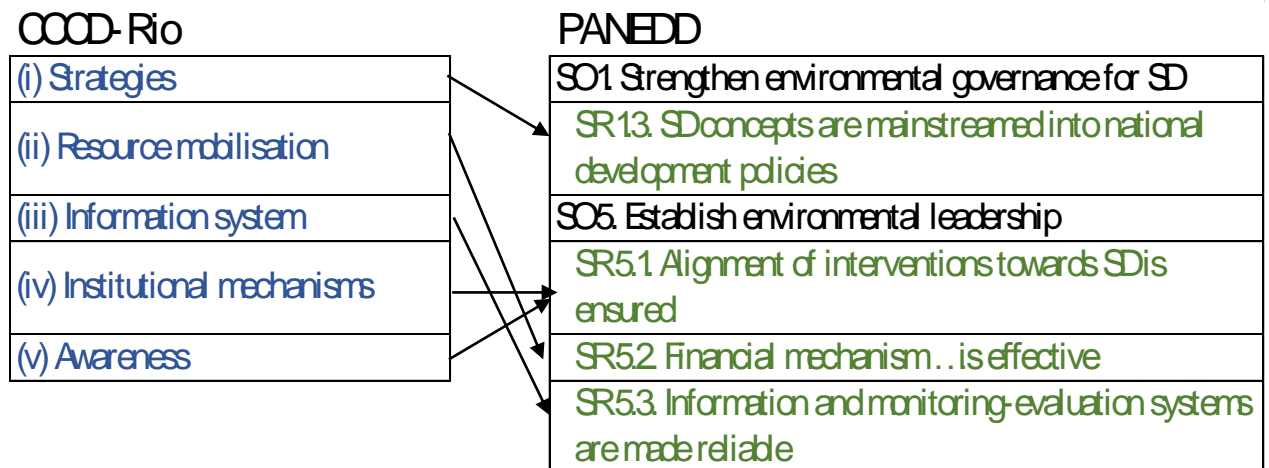 CCCD-Rio
(i) Strategies
(ii) Resource mobilisation
(iii) Information system
(iv) Institutional mechanisms
(v) Awareness
PANEDD
SO1. Strengthen environmental governance for SD
SR1.3. SD concepts are mainstreamed into national
development policies
SO5. Establish environmental leadership
SR5.1. Alignment of interventions towards SD is
ensured
SR5.2. Financial mechanism…is effective
SR5.3. Information and monitoring-evaluation systems
are made reliable